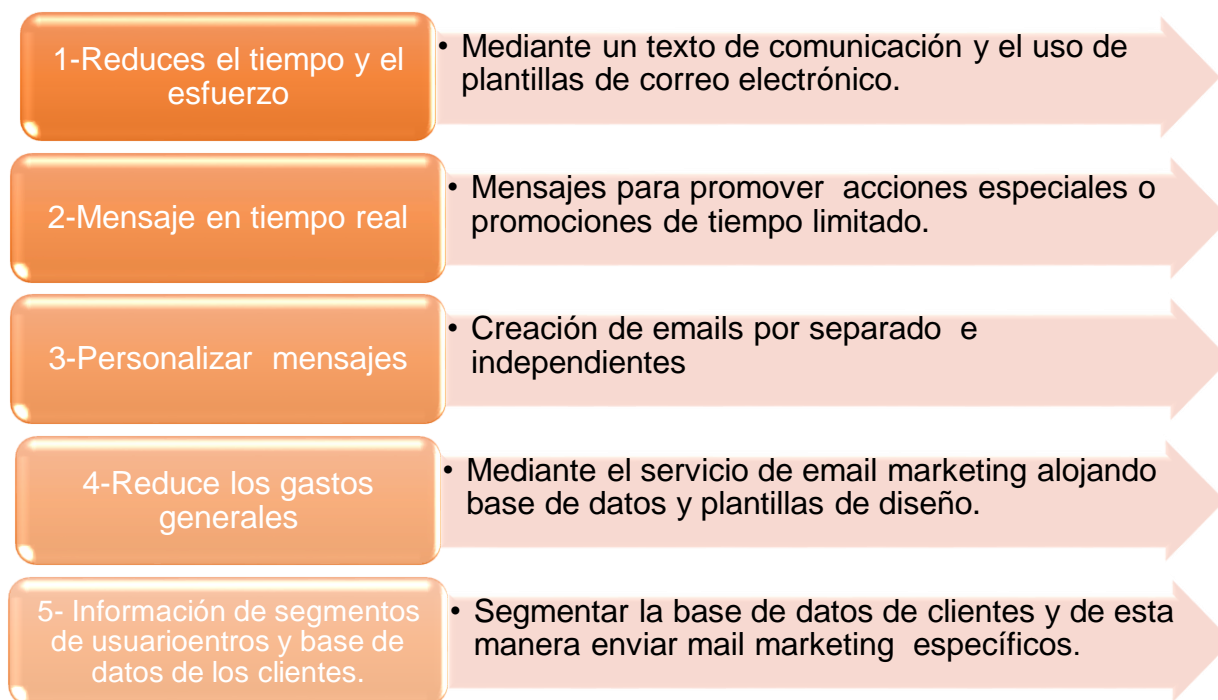 1-Reduces el tiempo y el
esfuerzo
• Mediante un texto de comunicación y el uso de
plantillas de correo electrónico.
2-Mensaje en tiempo real
• Mensajes para promover  acciones especiales o
promociones de tiempo limitado.
3-Personalizar  mensajes
• Creación de emails por separado  e
independientes
4-Reduce los gastos
generales
• Mediante el servicio de email marketing alojando
base de datos y plantillas de diseño.
5- Información de segmentos
de usuarioentros y base de
datos de los clientes.
• Segmentar la base de datos de clientes y de esta
manera enviar mail marketing  específicos.